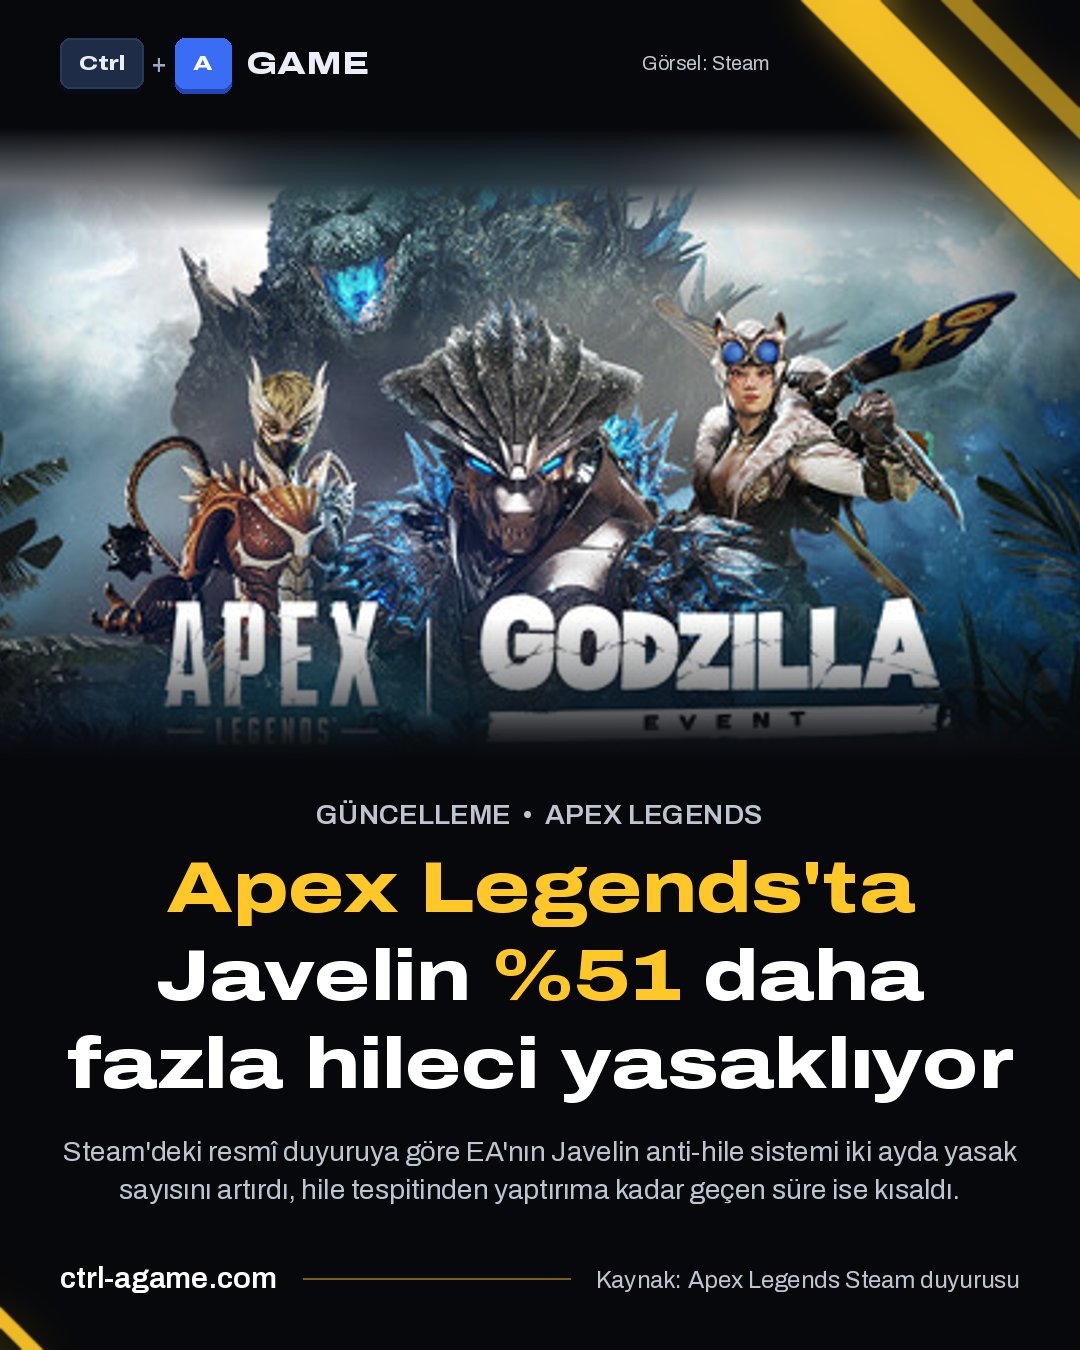 Ctrl + A GAME
Görsel: Steam
APEX
LEGENDS
GODZILLA
EVENT
GÜNCELLEME • APEX LEGENDS
Apex Legends'ta
Javelin %51 daha
fazla hileci yasaklıyor
Steam'deki resmî duyuruya göre EA'nın Javelin anti-hile sistemi iki ayda yasak
sayısını artırdı, hile tespitinden yaptırıma kadar geçen süre ise kısaldı.
ctrl-agame.com
Kaynak: Apex Legends Steam duyurusu